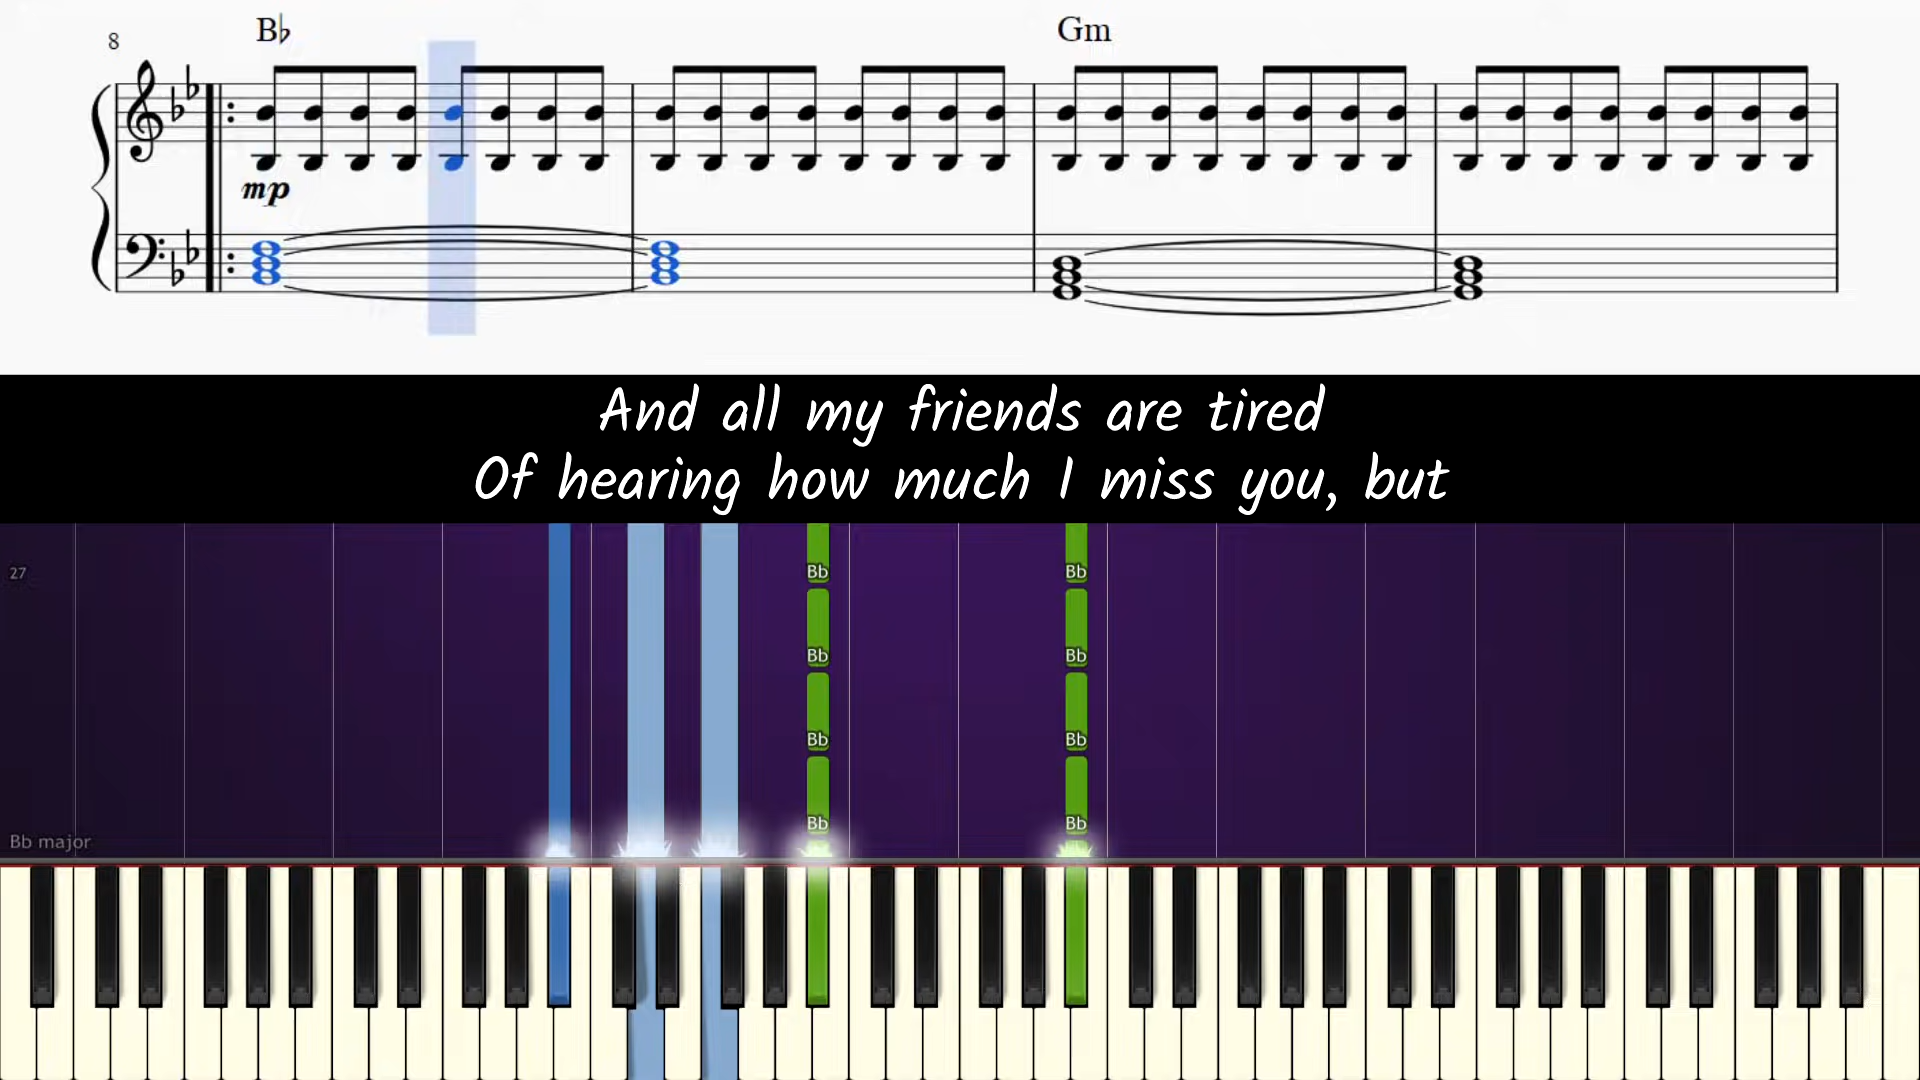 8
B♭
Gm
mp
And all my friends are tired
Of hearing how much I miss you, but
27
Bb Bb
Bb Bb
Bb Bb
Bb Bb
Bb major